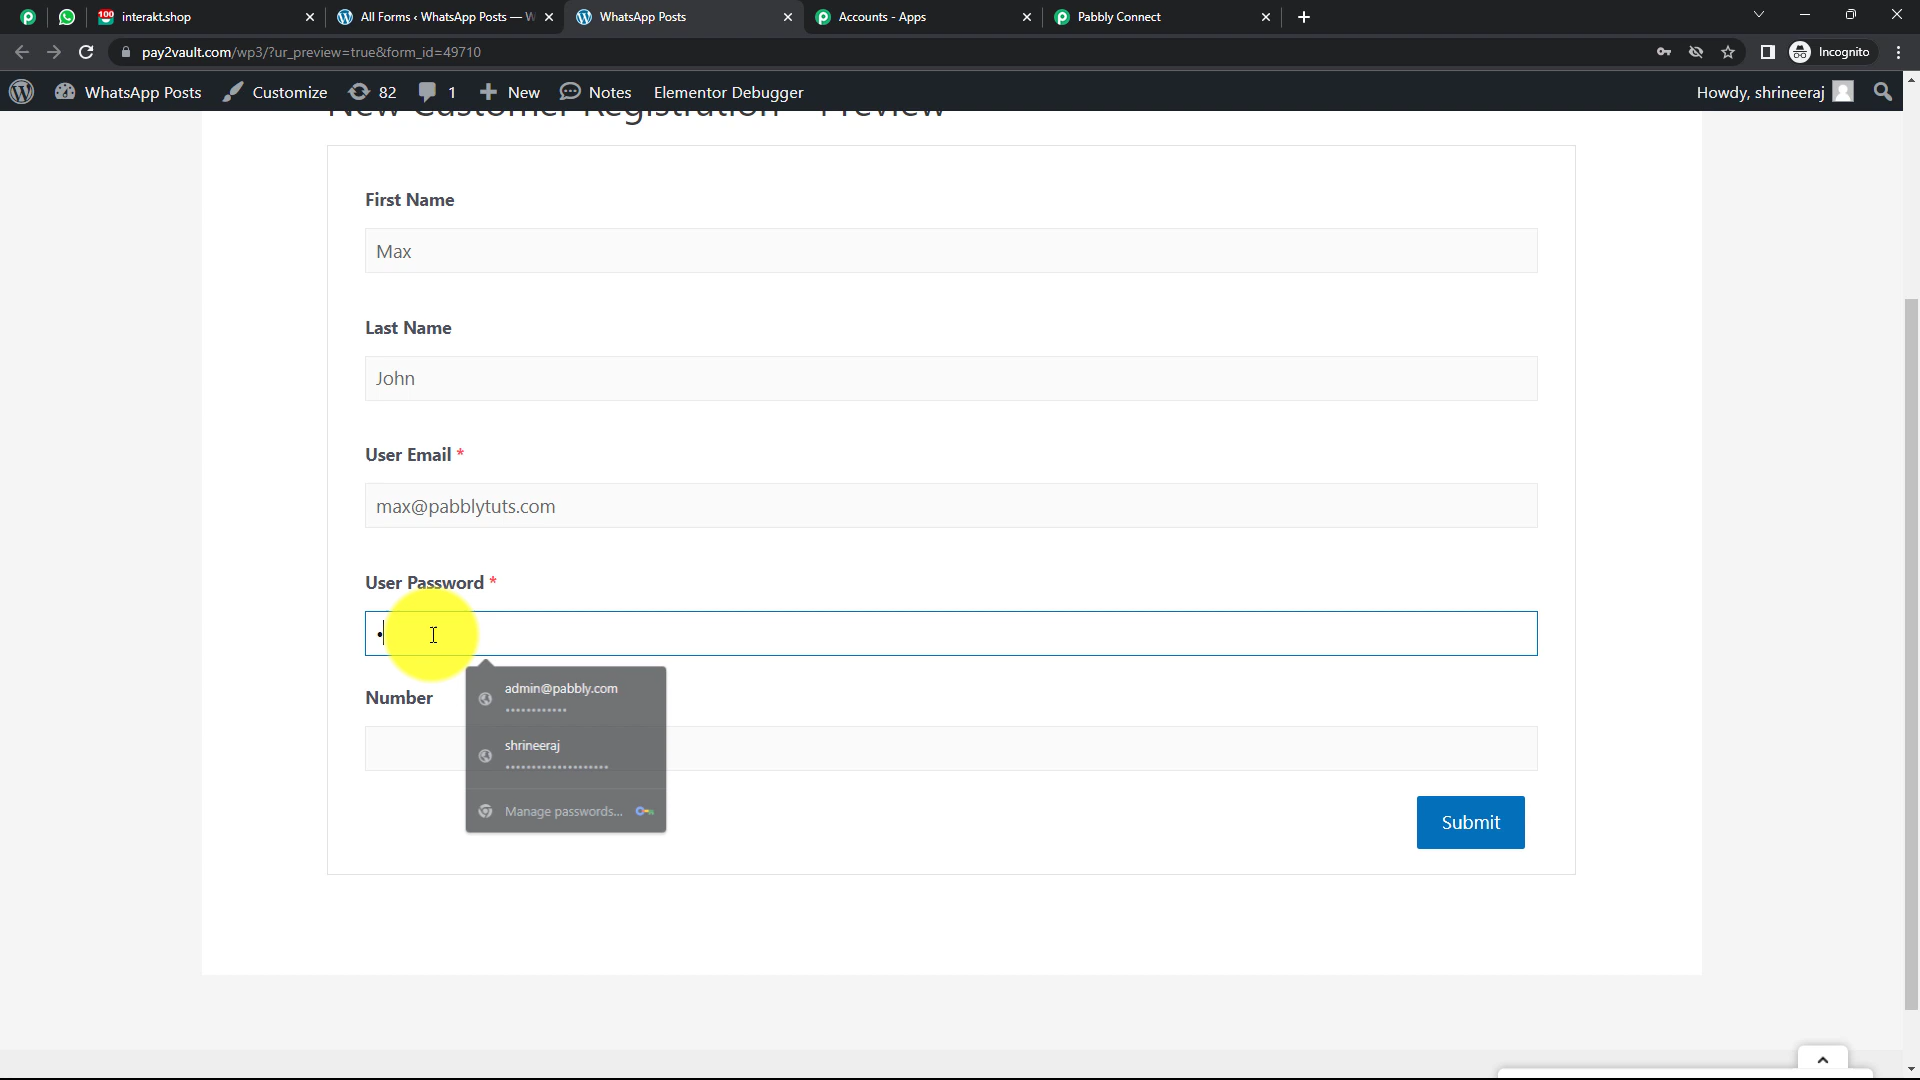 interakt.shop
All Forms ‹ WhatsApp Posts — W
WhatsApp Posts
Accounts - Apps
Pabbly Connect
pay2vault.com/wp3/?ur_preview=true&form_id=49710
Incognito
WhatsApp Posts
Customize
82
1
New
Notes
Elementor Debugger
Howdy, shrineeraj
New Customer Registration - Preview
First Name
Max
Last Name
John
User Email *
max@pabblytuts.com
User Password *
•
admin@pabbly.com
••••••••••••
shrineeraj
••••••••••••••••••••
Manage passwords...
Number
Submit